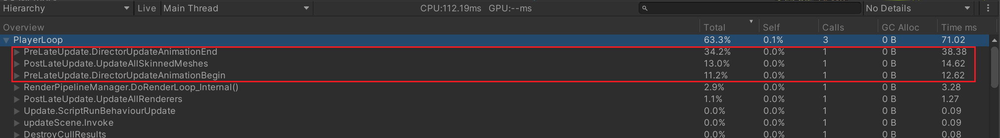 Hierarchy Live Main Thread CPU:112.19ms GPU:--ms No Details
Overview Total Self Calls GC Alloc Time ms
PlayerLoop 63.3% 0.1% 3 0 B 71.02
PreLateUpdate.DirectorUpdateAnimationEnd 34.2% 0.0% 1 0 B 38.38
PostLateUpdate.UpdateAllSkinnedMeshes 13.0% 0.0% 1 0 B 14.62
PreLateUpdate.DirectorUpdateAnimationBegin 11.2% 0.0% 1 0 B 12.62
RenderPipelineManager.DoRenderLoop_Internal() 2.9% 0.0% 1 0 B 3.28
PostLateUpdate.UpdateAllRenderers 1.1% 0.0% 1 0 B 1.27
Update.ScriptRunBehaviourUpdate 0.0% 0.0% 1 0 B 0.09
updateScene.Invoke 0.0% 0.0% 1 0 B 0.09
DestroyCullResults 0.0% 0.0% 1 0 B 0.08